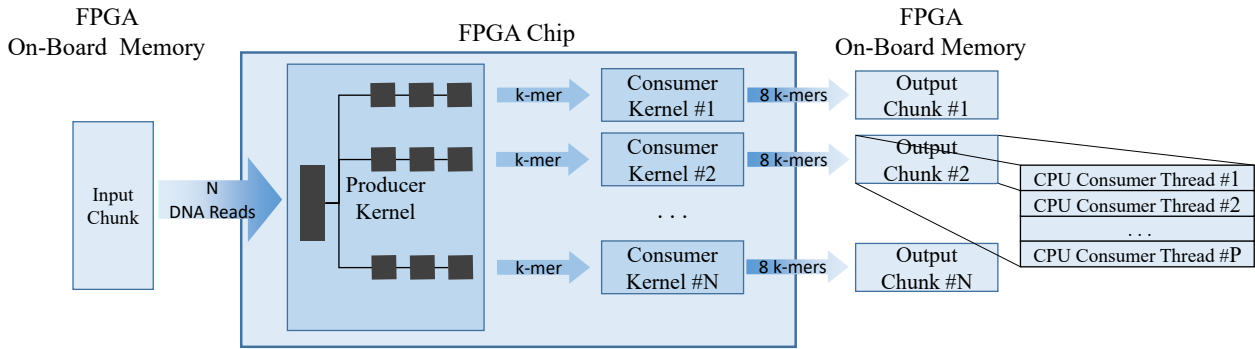 FPGA
On-Board Memory
FPGA Chip
FPGA
On-Board Memory
Input
Chunk
N
DNA Reads
Producer
Kernel
k-mer
Consumer
Kernel #1
8 k-mers
Output
Chunk #1
k-mer
Consumer
Kernel #2
8 k-mers
Output
Chunk #2
. . .
k-mer
Consumer
Kernel #N
8 k-mers
Output
Chunk #N
CPU Consumer Thread #1
CPU Consumer Thread #2
. . .
CPU Consumer Thread #P